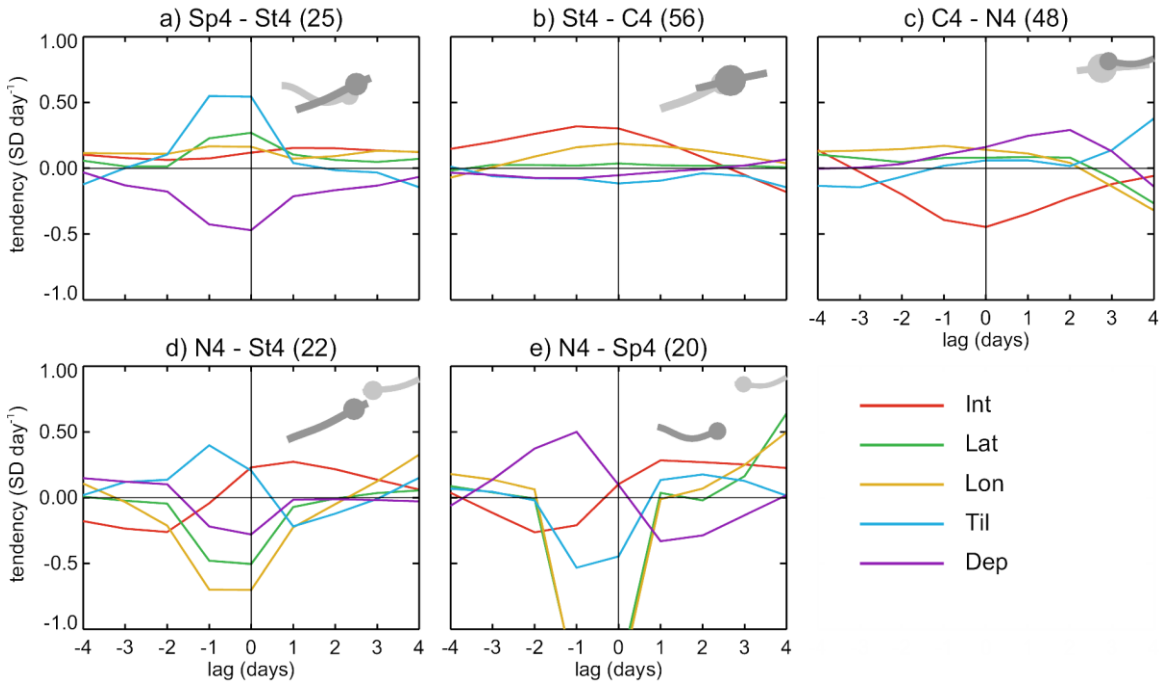 a) Sp4 - St4 (25)
b) St4 - C4 (56)
c) C4 - N4 (48)
1.00
0.50
0.00
-0.5
-1.0
tendency (SD day-1)
-4 -3 -2 -1 0 1 2 3 4
lag (days)
d) N4 - St4 (22)
e) N4 - Sp4 (20)
1.00
0.50
0.00
-0.5
-1.0
tendency (SD day-1)
-4 -3 -2 -1 0 1 2 3 4
lag (days)
-4 -3 -2 -1 0 1 2 3 4
lag (days)
Int
Lat
Lon
Til
Dep